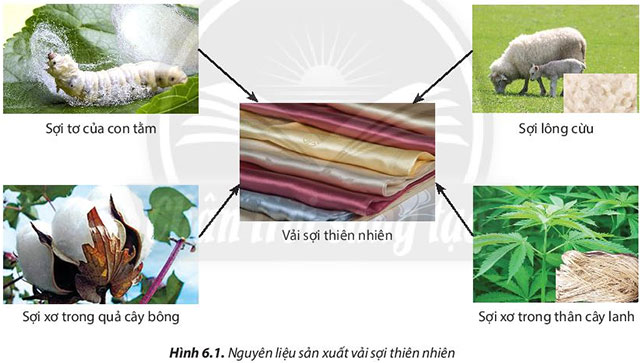 Sợi tơ của con tằm
Sợi lông cừu
Vải sợi thiên nhiên
Sợi xơ trong quả cây bông
Sợi xơ trong thân cây lanh
Hình 6.1. Nguyên liệu sản xuất vải sợi thiên nhiên